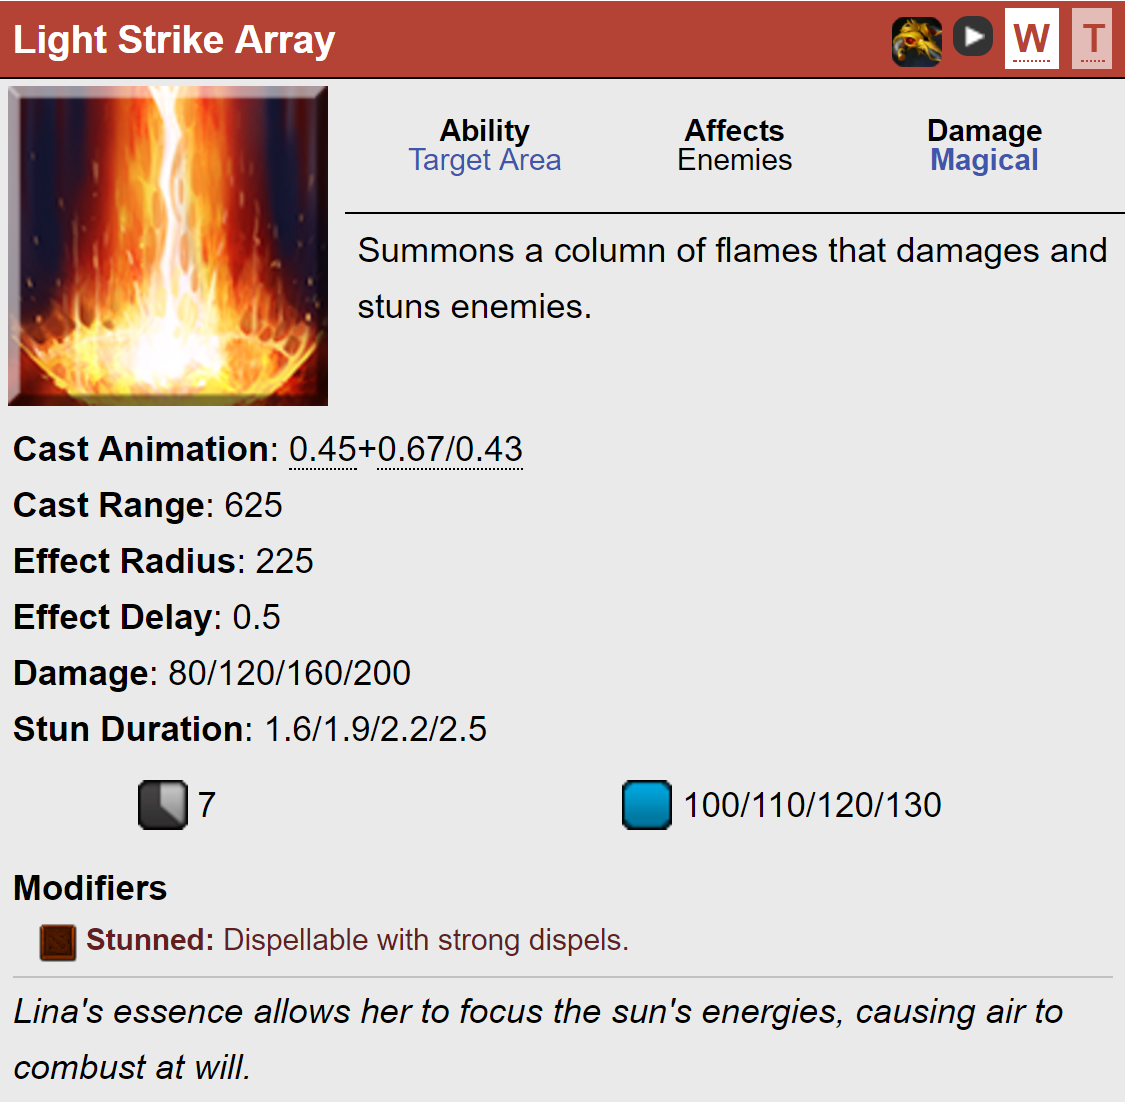 Light Strike Array W T
Ability Affects Damage
Target Area Enemies Magical
Summons a column of flames that damages and
stuns enemies.
Cast Animation: 0.45+0.67/0.43
Cast Range: 625
Effect Radius: 225
Effect Delay: 0.5
Damage: 80/120/160/200
Stun Duration: 1.6/1.9/2.2/2.5
7 100/110/120/130
Modifiers
Stunned: Dispellable with strong dispels.
Lina's essence allows her to focus the sun's energies, causing air to
combust at will.